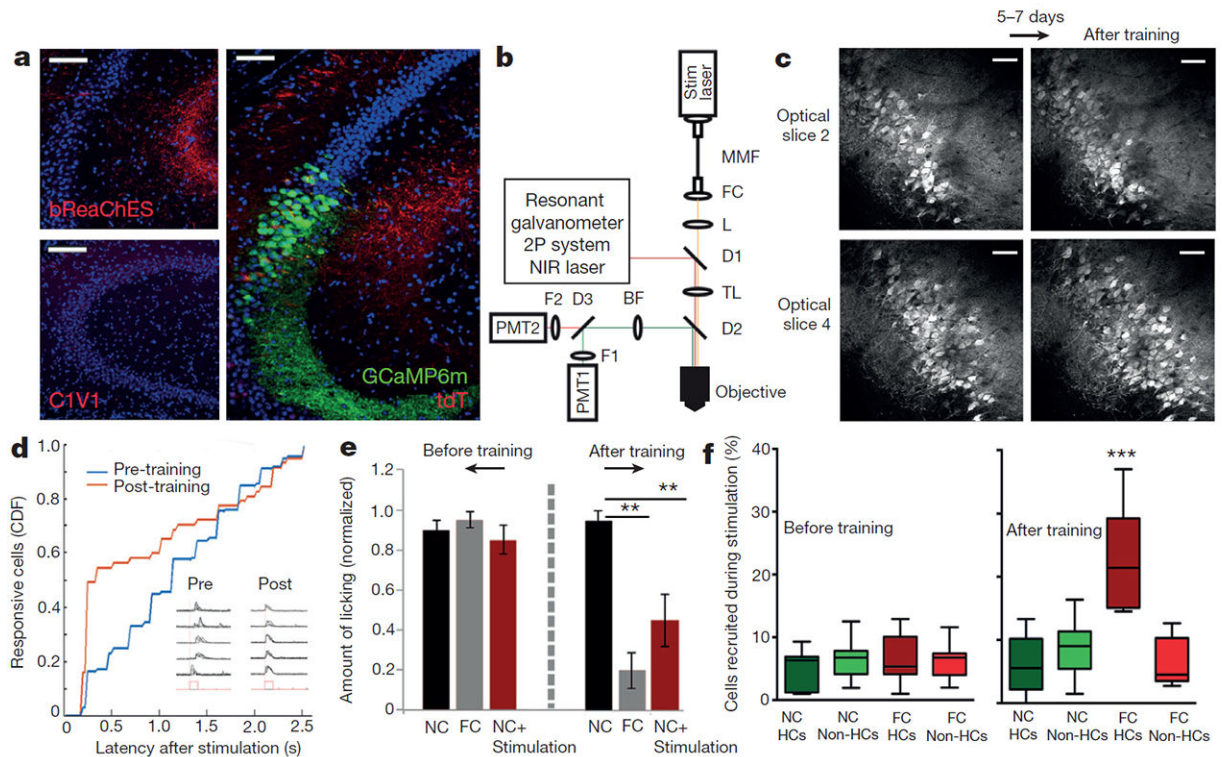 a
bReaChES
C1V1
GCaMP6m
tdT
b
Stim
laser
MMF
FC
L
D1
TL
D2
Objective
Resonant
galvanometer
2P system
NIR laser
F2
D3
BF
PMT2
F1
PMT1
c
5–7 days
After training
Optical
slice 2
Optical
slice 4
d
Responsive cells (CDF)
1.0
0.8
0.6
0.4
0.2
0
0.5
1.0
1.5
2.0
2.5
Latency after stimulation (s)
Pre-training
Post-training
Pre
Post
e
Before training
After training
Amount of licking (normalized)
1.2
1.0
0.8
0.6
0.4
0.2
0
**
**
NC
FC
NC+
Stimulation
NC
FC
NC+
Stimulation
f
Cells recruited during stimulation (%)
40
30
20
10
0
Before training
After training
***
NC
HCs
NC
Non-HCs
FC
HCs
FC
Non-HCs
NC
HCs
NC
Non-HCs
FC
HCs
FC
Non-HCs